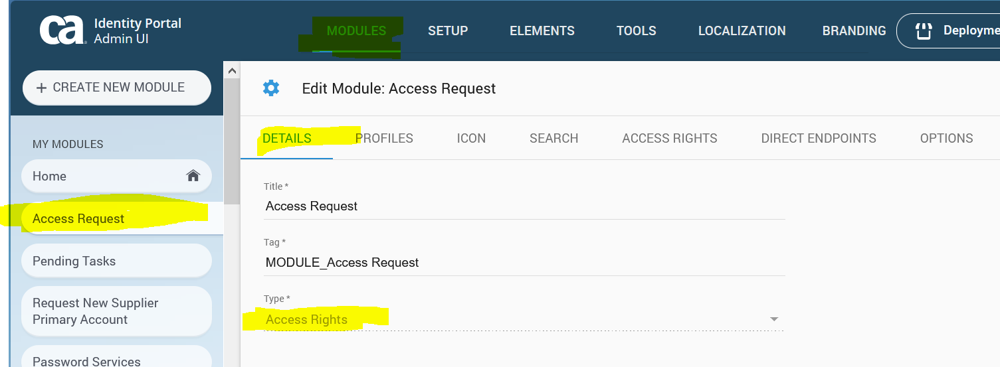 ca
Identity Portal
Admin UI
MODULES
SETUP
ELEMENTS
TOOLS
LOCALIZATION
BRANDING
Deployme
+ CREATE NEW MODULE
Edit Module: Access Request
DETAILS
PROFILES
ICON
SEARCH
ACCESS RIGHTS
DIRECT ENDPOINTS
OPTIONS
MY MODULES
Home
Access Request
Pending Tasks
Request New Supplier
Primary Account
Password Services
Title *
Access Request
Tag *
MODULE_Access Request
Type *
Access Rights